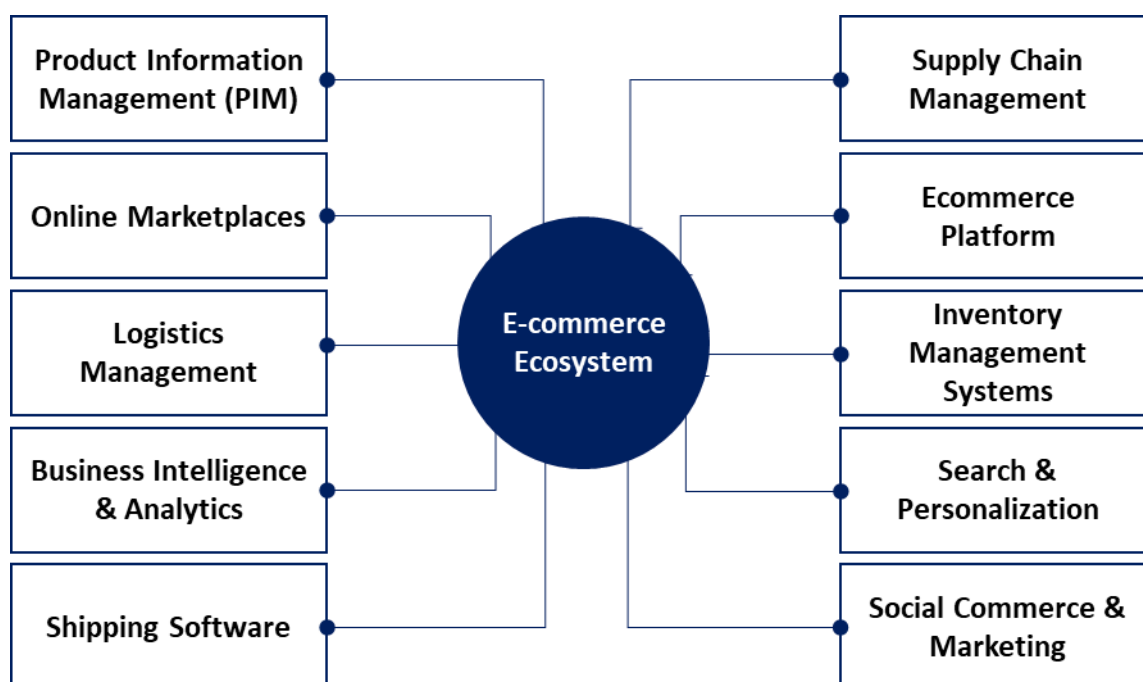 Product Information
Management (PIM)
Online Marketplaces
Logistics
Management
Business Intelligence
& Analytics
Shipping Software
E-commerce
Ecosystem
Supply Chain
Management
Ecommerce
Platform
Inventory
Management
Systems
Search &
Personalization
Social Commerce &
Marketing